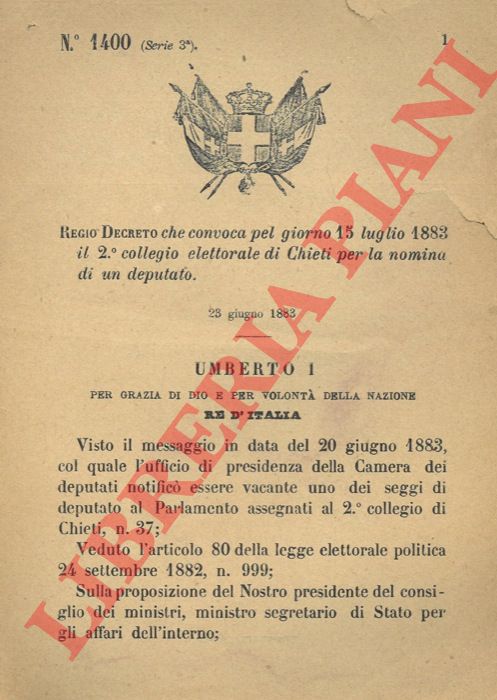 N.° 1400 (Serie 3ª).
1
REGIO DECRETO che convoca pel giorno 15 luglio 1883
il 2.° collegio elettorale di Chieti per la nomina
di un deputato.
23 giugno 1883
UMBERTO I
PER GRAZIA DI DIO E PER VOLONTÀ DELLA NAZIONE
RE D'ITALIA
Visto il messaggio in data del 20 giugno 1883,
col quale l'ufficio di presidenza della Camera dei
deputati notificò essere vacante uno dei seggi di
deputato al Parlamento assegnati al 2.° collegio di
Chieti, n. 37;
Veduto l'articolo 80 della legge elettorale politica
24 settembre 1882, n. 999;
Sulla proposizione del Nostro presidente del consi-
glio dei ministri, ministro segretario di Stato per
gli affari dell'interno;
LIBRERIA PIANI